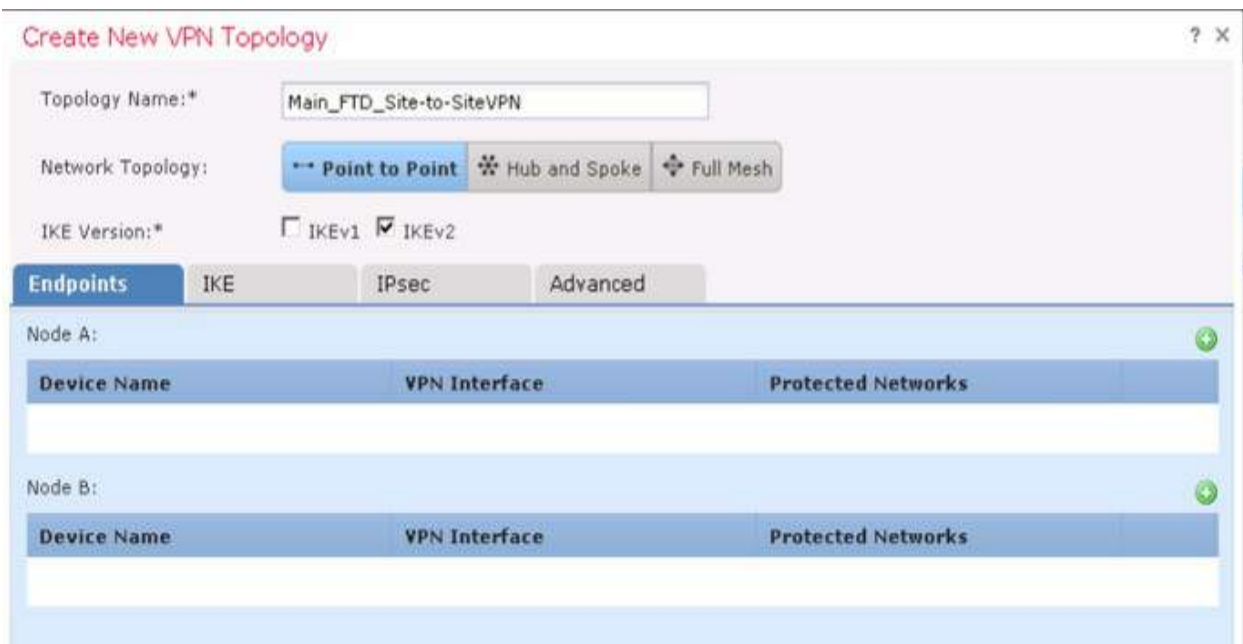 Create New VPN Topology ? ×
Topology Name:* Main_FTD_Site-to-SiteVPN
Network Topology: Point to Point Hub and Spoke Full Mesh
IKE Version:* IKEv1 IKEv2
Endpoints IKE IPsec Advanced
Node A:
Device Name VPN Interface Protected Networks
Node B:
Device Name VPN Interface Protected Networks